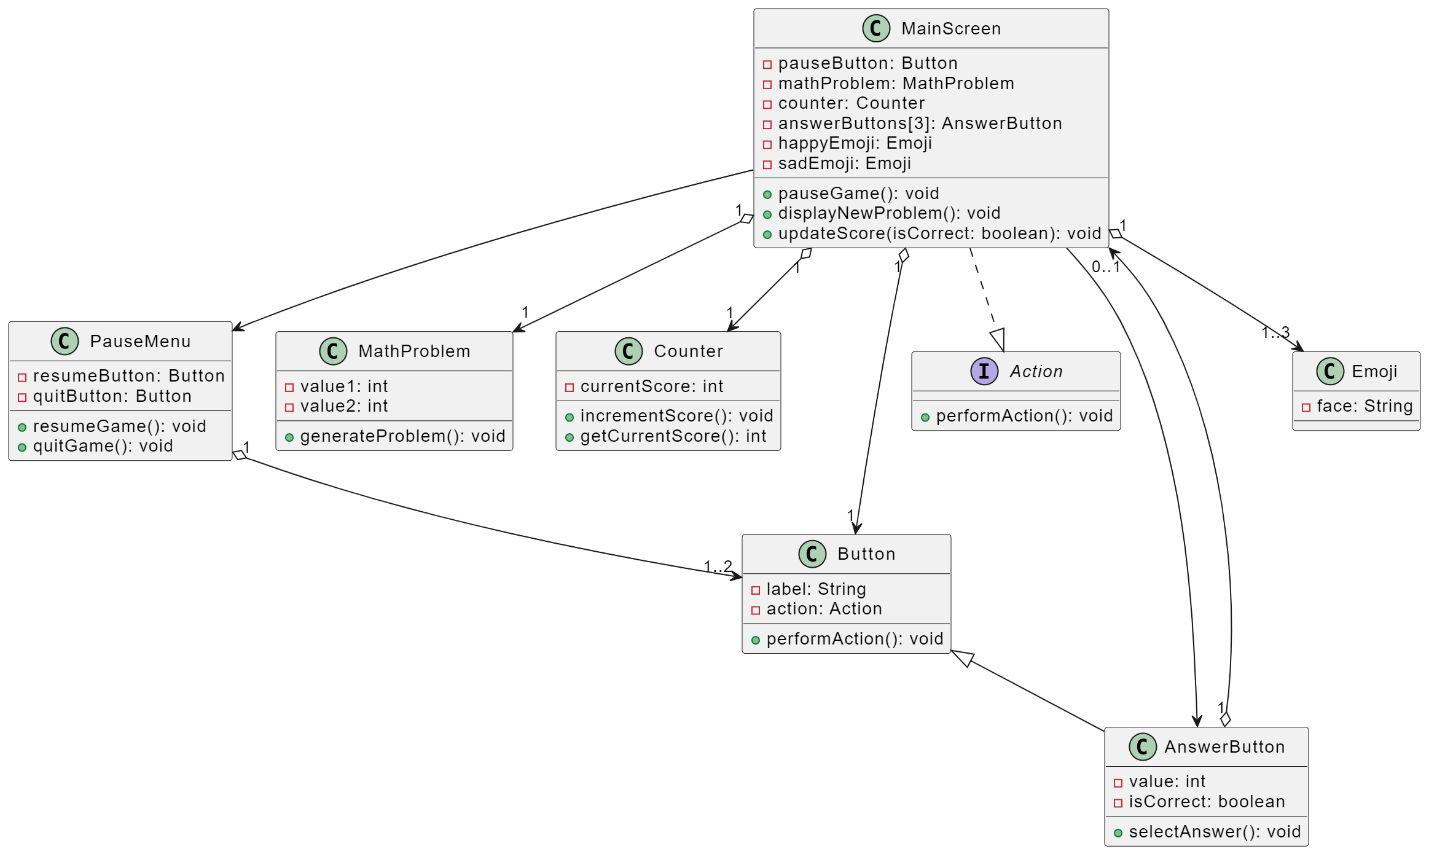 C MainScreen
pauseButton: Button
mathProblem: MathProblem
counter: Counter
answerButtons[3]: AnswerButton
happyEmoji: Emoji
sadEmoji: Emoji
pauseGame(): void
displayNewProblem(): void
updateScore(isCorrect: boolean): void
1
1
1
1
0..1
1
1
1
1..3
C PauseMenu
resumeButton: Button
quitButton: Button
resumeGame(): void
quitGame(): void
C MathProblem
value1: int
value2: int
generateProblem(): void
C Counter
currentScore: int
incrementScore(): void
getCurrentScore(): int
I Action
performAction(): void
C Emoji
face: String
1
1
1..2
C Button
label: String
action: Action
performAction(): void
1
C AnswerButton
value: int
isCorrect: boolean
selectAnswer(): void